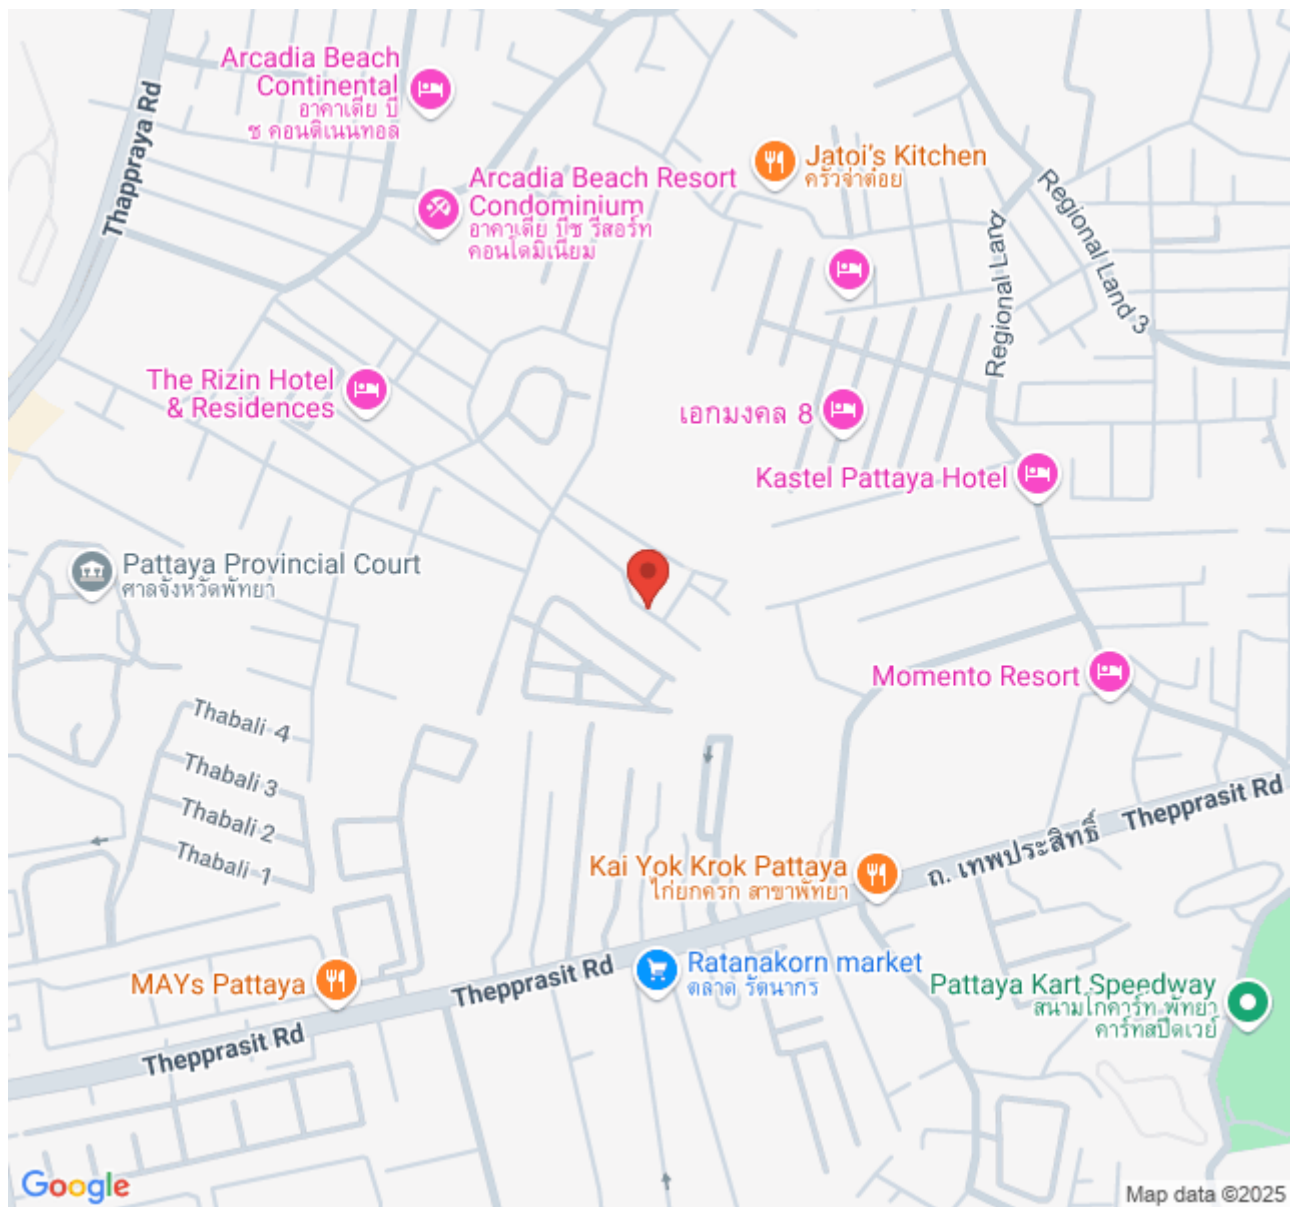 Arcadia Beach
Continental
อาคาเดีย บี
ช คอนติเนนทอล
Thappraya Rd
Arcadia Beach Resort
Condominium
อาคาเดีย บีช รีสอร์ท
คอนโดมิเนียม
Jatoi's Kitchen
ครัวจ่าต๋อย
Regional Land 3
Regional Lang
The Rizin Hotel
& Residences
เอกมงคล 8
Kastel Pattaya Hotel
Pattaya Provincial Court
ศาลจังหวัดพัทยา
Momento Resort
Thabali 4
Thabali 3
Thabali 2
Thabali 1
Thepprasit Rd
ถ. เทพประสิทธิ์
Kai Yok Krok Pattaya
ไก่ยกครก สาขาพัทยา
MAYs Pattaya
Thepprasit Rd
Ratanakorn market
ตลาด รัตนากร
Pattaya Kart Speedway
สนามโกคาร์ท พัทยา
คาร์ทสปีดเวย์
Thepprasit Rd
Google
Map data ©2025